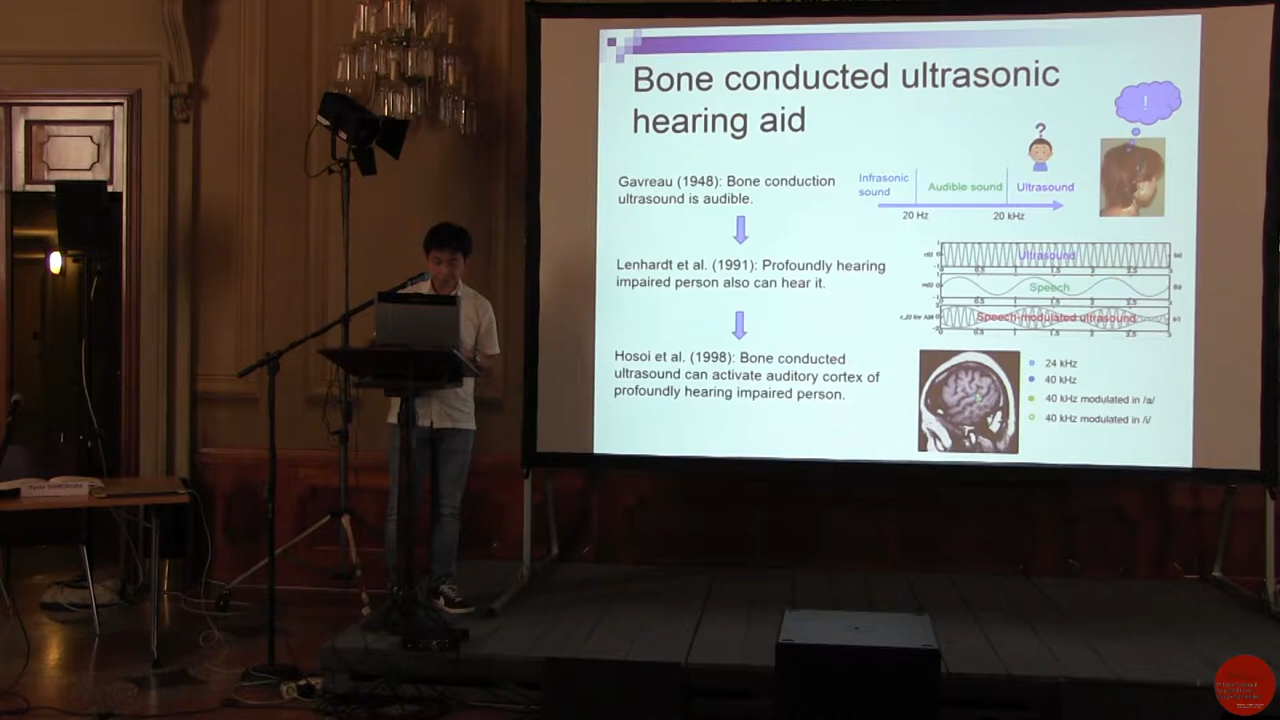 Bone conducted ultrasonic
hearing aid
!
?
Gavreau (1948): Bone conduction
ultrasound is audible.
Infrasonic
sound
Audible sound
Ultrasound
20 Hz
20 kHz
Lenhardt et al. (1991): Profoundly hearing
impaired person also can hear it.
Ultrasound
Speech
Speech-modulated ultrasound
Hosoi et al. (1998): Bone conducted
ultrasound can activate auditory cortex of
profoundly hearing impaired person.
24 kHz
40 kHz
40 kHz modulated in /a/
40 kHz modulated in /i/